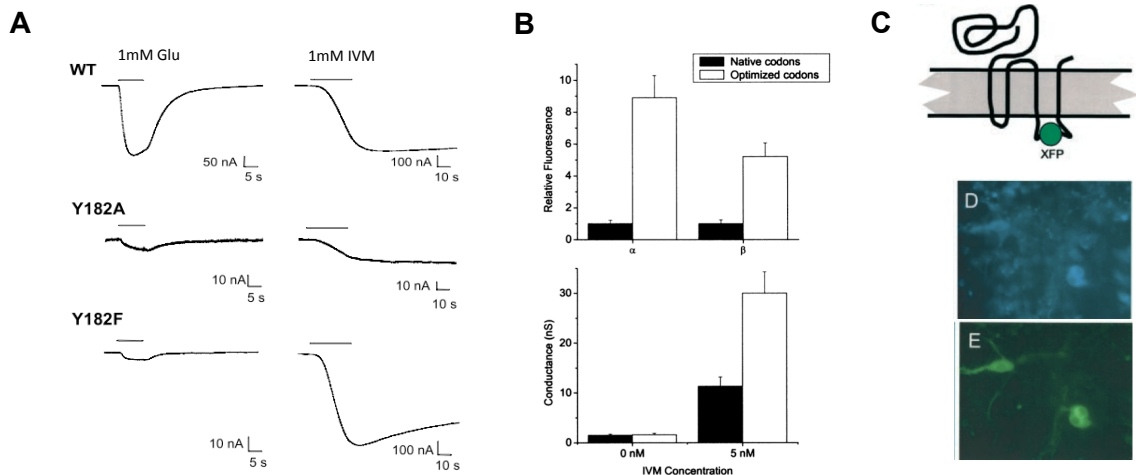 A
1mM Glu
1mM IVM
WT
50 nA
5 s
100 nA
10 s
Y182A
10 nA
5 s
10 nA
10 s
Y182F
10 nA
5 s
100 nA
10 s
B
Native codons
Optimized codons
Relative Fluorescence
10
8
6
4
2
0
α
β
Conductance (nS)
30
20
10
0
0 nM
5 nM
IVM Concentration
C
XFP
D
E